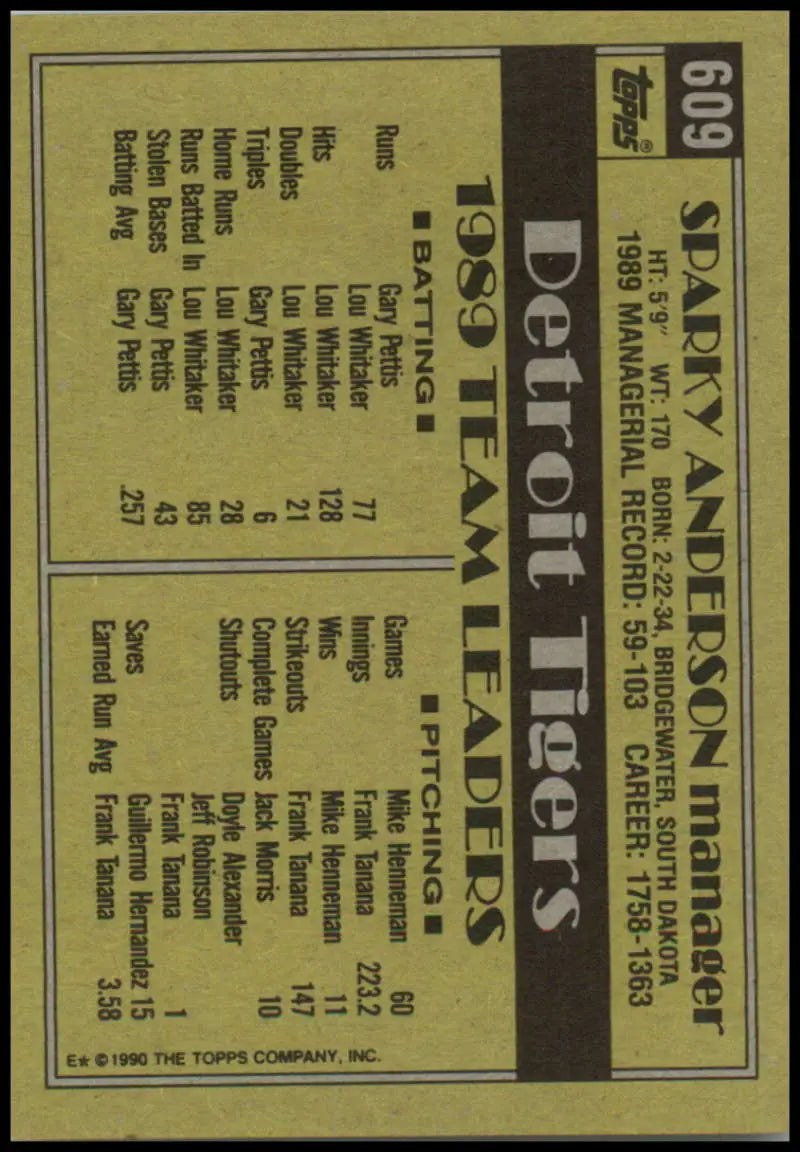 609
topps®
SPARKY ANDERSON manager
HT: 5'9" WT: 170 BORN: 2-22-34, BRIDGEWATER, SOUTH DAKOTA
1989 MANAGERIAL RECORD: 59-103 CAREER: 1758-1363
Detroit Tigers
1989 TEAM LEADERS
■ BATTING ■
Runs Gary Pettis
Lou Whitaker 77
Hits Lou Whitaker 128
Doubles Lou Whitaker 21
Triples Gary Pettis 6
Home Runs Lou Whitaker 28
Runs Batted In Lou Whitaker 85
Stolen Bases Gary Pettis 43
Batting Avg Gary Pettis .257
■ PITCHING ■
Games Mike Henneman 60
Innings Frank Tanana 223.2
Wins Mike Henneman 11
Strikeouts Frank Tanana 147
Complete Games Jack Morris 10
Shutouts Doyle Alexander
Jeff Robinson
Frank Tanana 1
Saves Guillermo Hernandez 15
Earned Run Avg Frank Tanana 3.58
E★ ©1990 THE TOPPS COMPANY, INC.